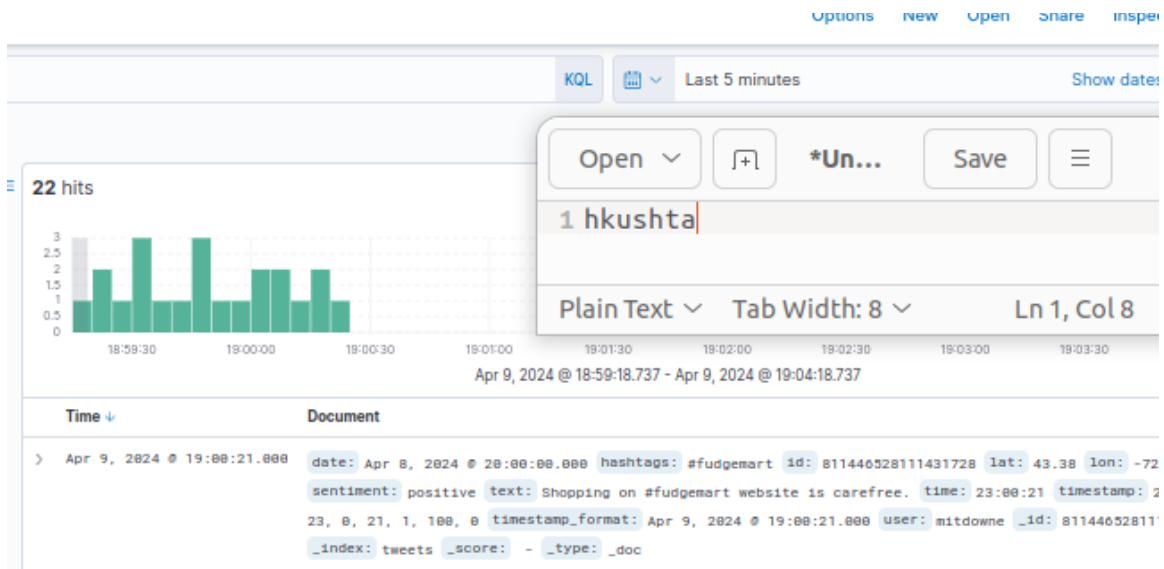 Options New Open Share Inspe
KQL Last 5 minutes Show dates
Open *Un... Save
22 hits
1 hkushta
3
2.5
2
1.5
1
0.5
0
Plain Text Tab Width: 8 Ln 1, Col 8
18:59:30 19:00:00 19:00:30 19:01:00 19:01:30 19:02:00 19:02:30 19:03:00 19:03:30
Apr 9, 2024 @ 18:59:18.737 - Apr 9, 2024 @ 19:04:18.737
Time Document
Apr 9, 2024 @ 19:00:21.000 date: Apr 8, 2024 @ 20:00:00.000 hashtags: #fudgemart id: 811446528111431728 lat: 43.38 lon: -72
sentiment: positive text: Shopping on #fudgemart website is carefree. time: 23:00:21 timestamp: 2
23, 0, 21, 1, 100, 0 timestamp_format: Apr 9, 2024 @ 19:00:21.000 user: mitdowne _id: 81144652811
_index: tweets _score: - _type: _doc